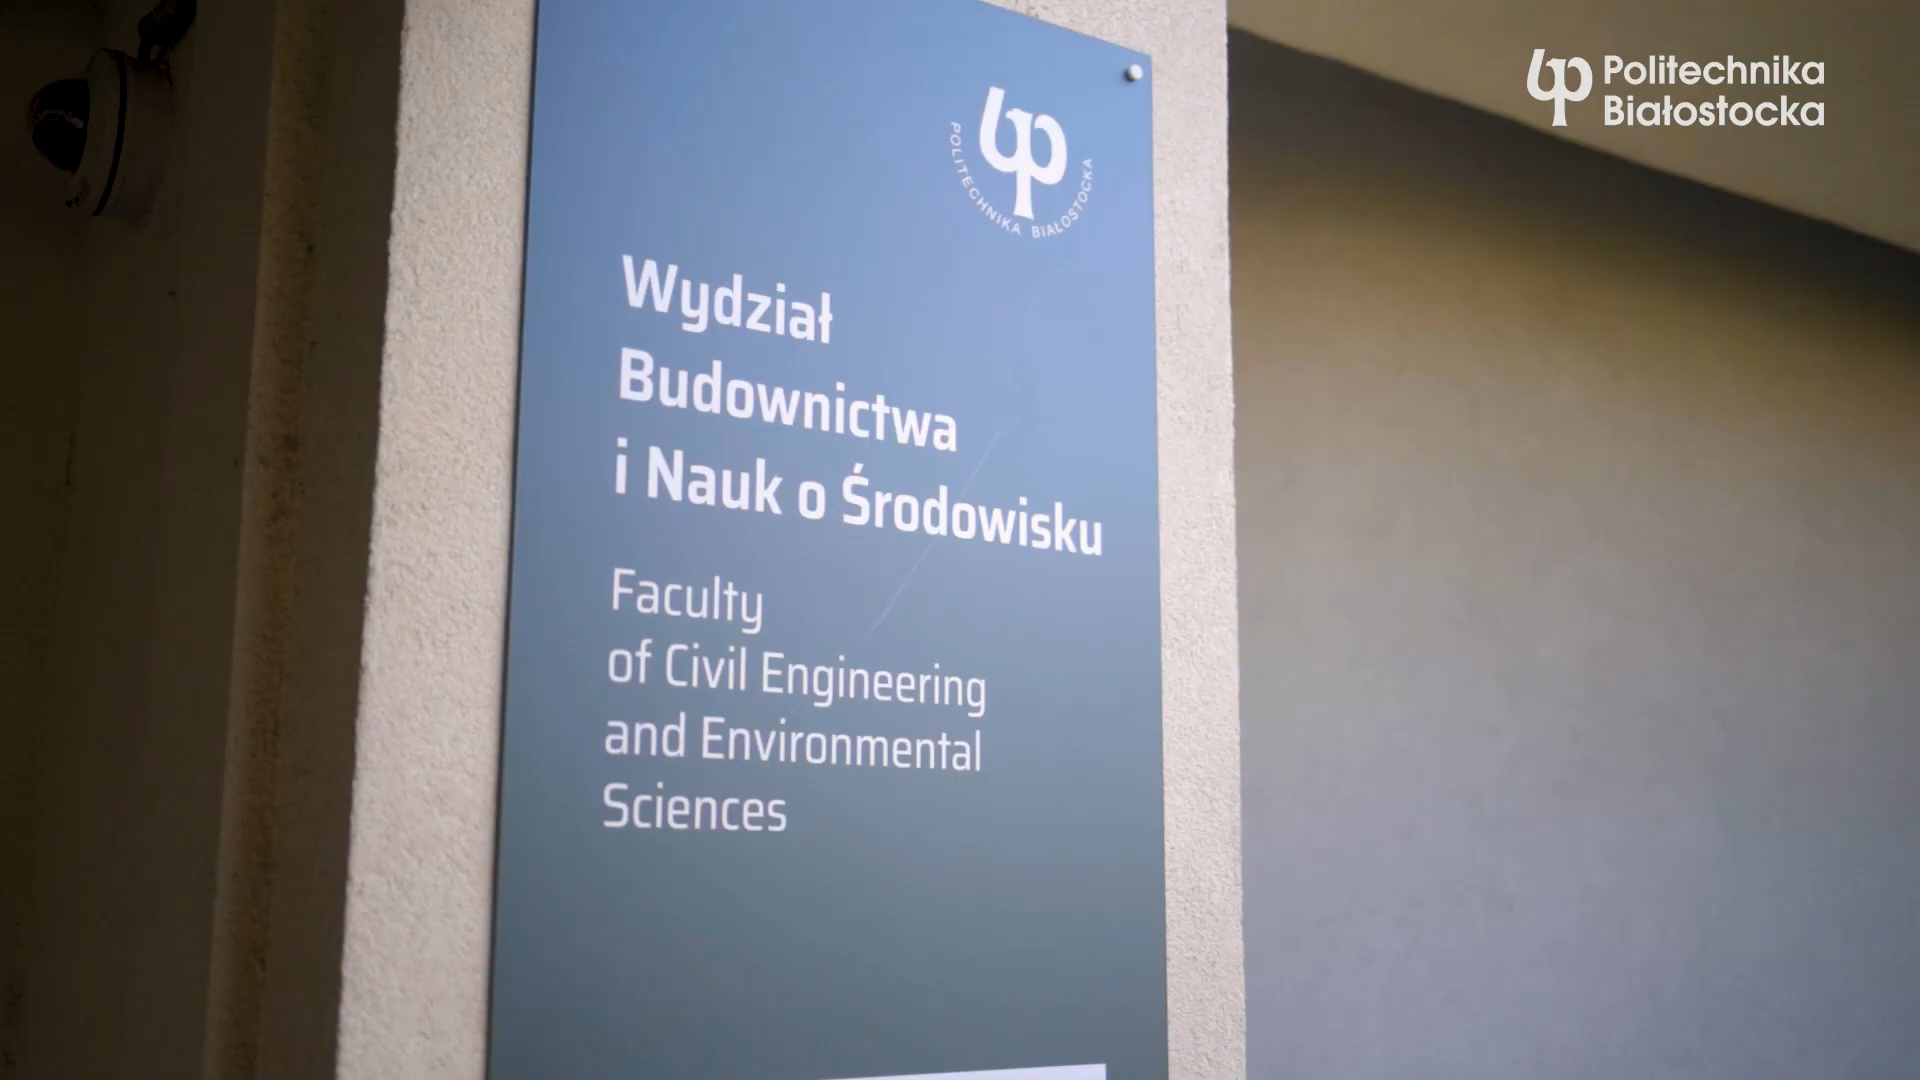 Politechnika
Białostocka
POLITECHNIKA BIAŁOSTOCKA
Wydział
Budownictwa
i Nauk o Środowisku
Faculty
of Civil Engineering
and Environmental
Sciences